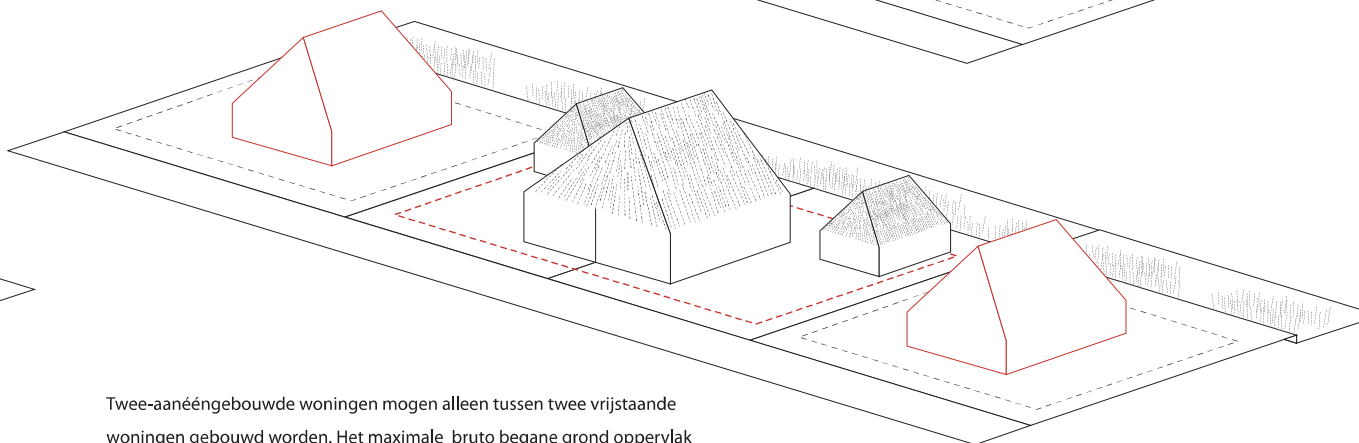 Twee-aanééngebouwde woningen mogen alleen tussen twee vrijstaande
woningen gebouwd worden. Het maximale bruto begane grond oppervlak